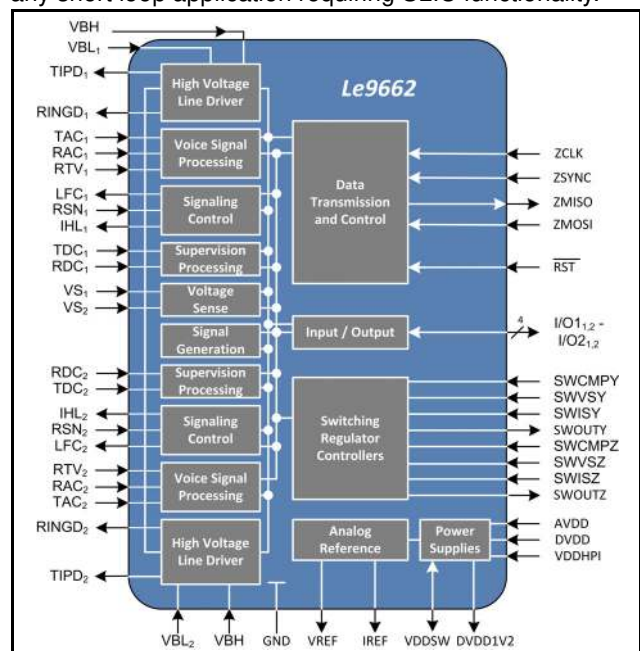 any short loop application requiring SLIC functionality.
VBH
VBL₁
TIPD₁
RINGD₁
TAC₁
RAC₁
RTV₁
LFC₁
RSN₁
IHL₁
TDC₁
RDC₁
VS₁
VS₂
RDC₂
TDC₂
IHL₂
RSN₂
LFC₂
RTV₂
RAC₂
TAC₂
RINGD₂
TIPD₂
Le9662
High Voltage
Line Driver
Voice Signal
Processing
Signaling
Control
Supervision
Processing
Voltage
Sense
Signal
Generation
Supervision
Processing
Signaling
Control
Voice Signal
Processing
High Voltage
Line Driver
Data
Transmission
and Control
Input / Output
Switching
Regulator
Controllers
Analog
Reference
Power
Supplies
ZCLK
ZSYNC
ZMISO
ZMOSI
RST
4
I/O1₁,₂ -
I/O2₁,₂
SWCMPY
SWVSY
SWISY
SWOUTY
SWCMPZ
SWVSZ
SWISZ
SWOUTZ
AVDD
DVDD
VDDHPI
VBL₂
VBH
GND
VREF
IREF
VDDSW
DVDD1V2